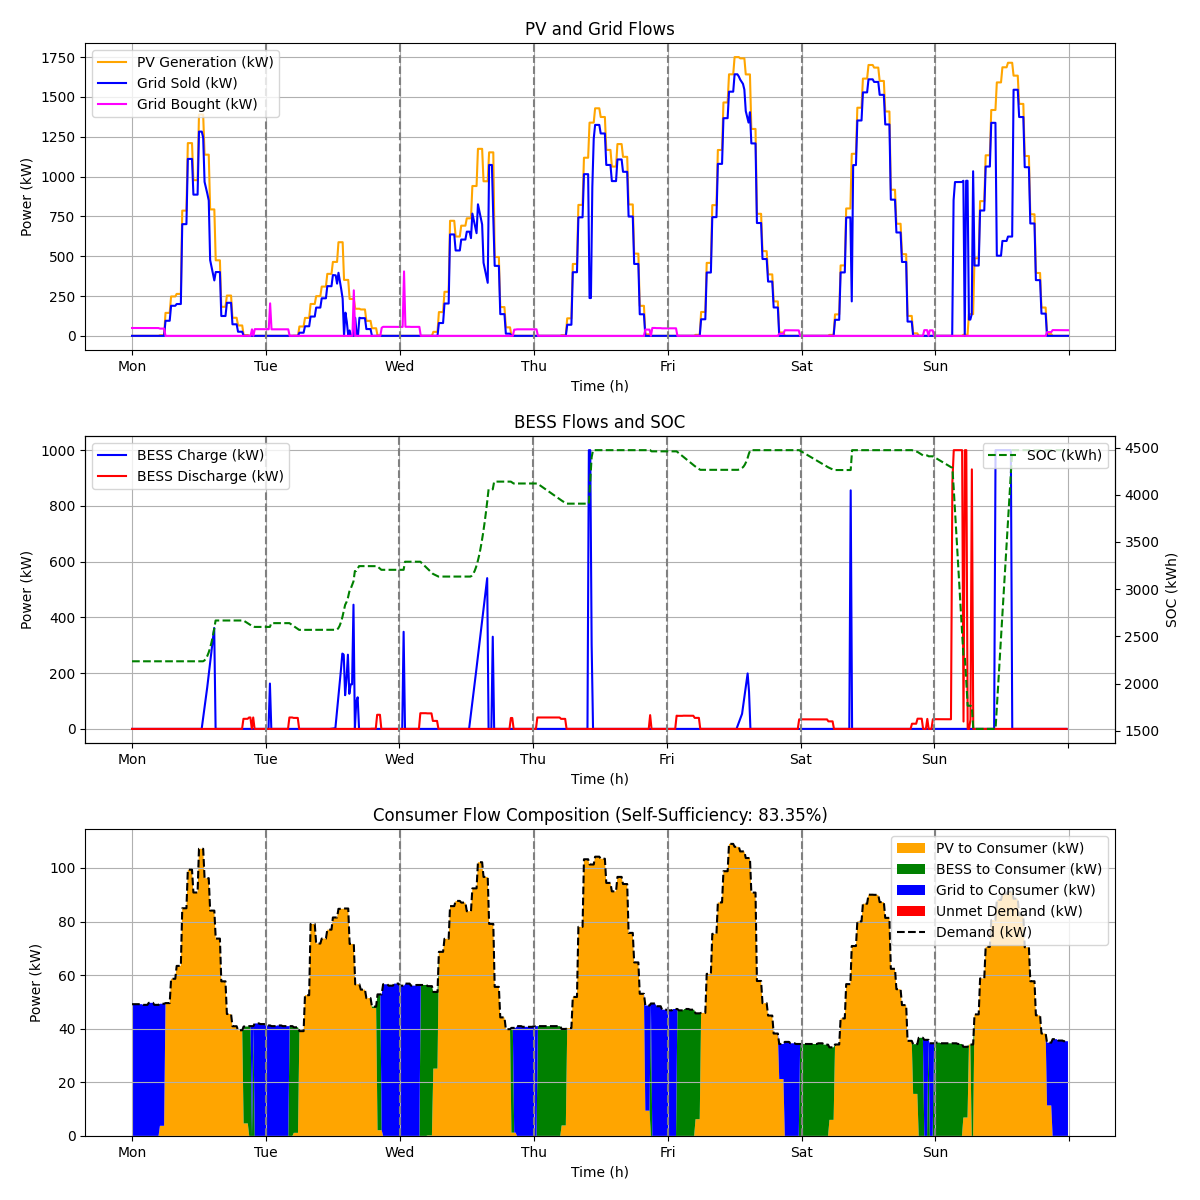 PV and Grid Flows
PV Generation (kW)
Grid Sold (kW)
Grid Bought (kW)
Power (kW)
1750
1500
1250
1000
750
500
250
0
Mon Tue Wed Thu Fri Sat Sun
Time (h)
BESS Flows and SOC
BESS Charge (kW)
BESS Discharge (kW)
SOC (kWh)
Power (kW)
1000
800
600
400
200
0
4500
4000
3500
3000
2500
2000
1500
SOC (kWh)
Mon Tue Wed Thu Fri Sat Sun
Time (h)
Consumer Flow Composition (Self-Sufficiency: 83.35%)
PV to Consumer (kW)
BESS to Consumer (kW)
Grid to Consumer (kW)
Unmet Demand (kW)
Demand (kW)
Power (kW)
100
80
60
40
20
0
Mon Tue Wed Thu Fri Sat Sun
Time (h)